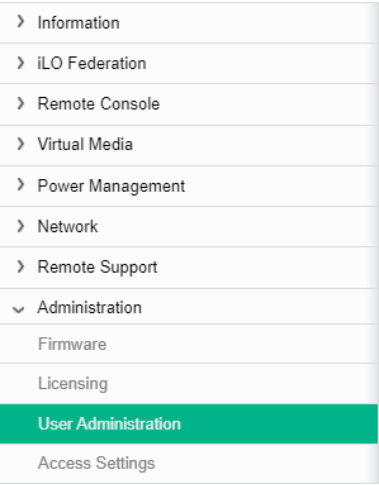 Information
iLO Federation
Remote Console
Virtual Media
Power Management
Network
Remote Support
Administration
Firmware
Licensing
User Administration
Access Settings